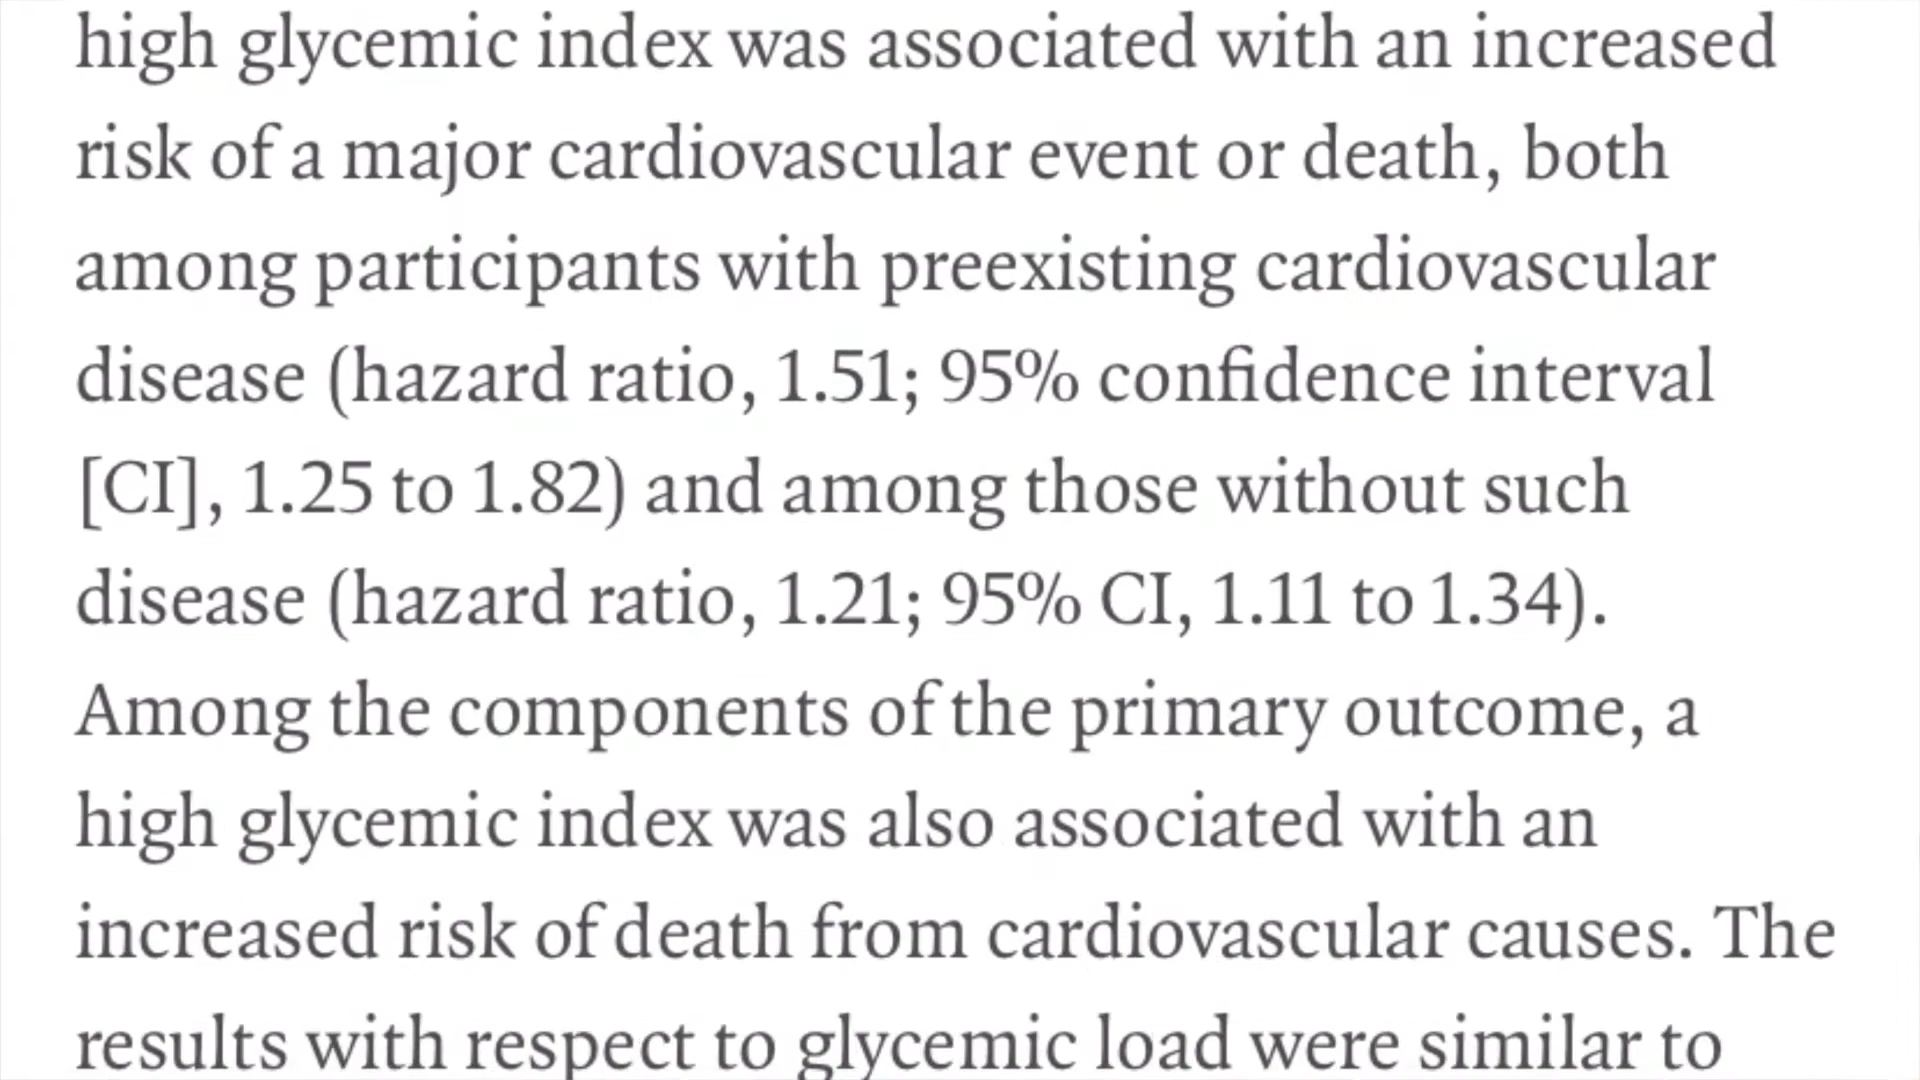 high glycemic index was associated with an increased
risk of a major cardiovascular event or death, both
among participants with preexisting cardiovascular
disease (hazard ratio, 1.51; 95% confidence interval
[CI], 1.25 to 1.82) and among those without such
disease (hazard ratio, 1.21; 95% CI, 1.11 to 1.34).
Among the components of the primary outcome, a
high glycemic index was also associated with an
increased risk of death from cardiovascular causes. The
results with respect to glycemic load were similar to